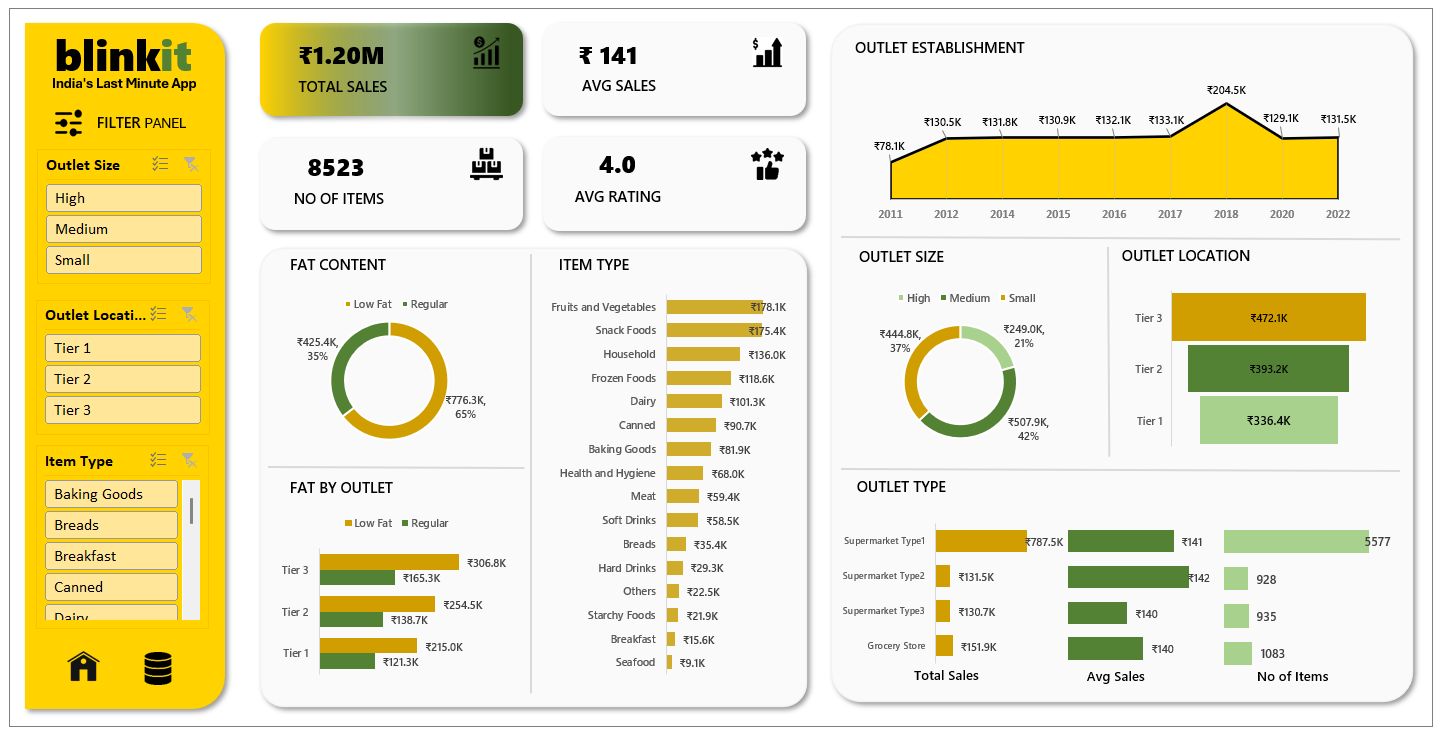 blinkit
India's Last Minute App
FILTER PANEL
Outlet Size
High
Medium
Small
Outlet Locati...
Tier 1
Tier 2
Tier 3
Item Type
Baking Goods
Breads
Breakfast
Canned
Dairy
₹1.20M
TOTAL SALES
₹ 141
AVG SALES
8523
NO OF ITEMS
4.0
AVG RATING
FAT CONTENT
Low Fat Regular
₹425.4K,
35%
₹776.3K,
65%
FAT BY OUTLET
Low Fat Regular
Tier 3 ₹306.8K
₹165.3K
Tier 2 ₹254.5K
₹138.7K
Tier 1 ₹215.0K
₹121.3K
ITEM TYPE
Fruits and Vegetables ₹178.1K
Snack Foods ₹175.4K
Household ₹136.0K
Frozen Foods ₹118.6K
Dairy ₹101.3K
Canned ₹90.7K
Baking Goods ₹81.9K
Health and Hygiene ₹68.0K
Meat ₹59.4K
Soft Drinks ₹58.5K
Breads ₹35.4K
Hard Drinks ₹29.3K
Others ₹22.5K
Starchy Foods ₹21.9K
Breakfast ₹15.6K
Seafood ₹9.1K
OUTLET ESTABLISHMENT
₹78.1K ₹130.5K ₹131.8K ₹130.9K ₹132.1K ₹133.1K ₹204.5K ₹129.1K ₹131.5K
2011 2012 2014 2015 2016 2017 2018 2020 2022
OUTLET SIZE
High Medium Small
₹444.8K,
37%
₹249.0K,
21%
₹507.9K,
42%
OUTLET LOCATION
Tier 3 ₹472.1K
Tier 2 ₹393.2K
Tier 1 ₹336.4K
OUTLET TYPE
Supermarket Type1 ₹787.5K ₹141 5577
Supermarket Type2 ₹131.5K ₹142 928
Supermarket Type3 ₹130.7K ₹140 935
Grocery Store ₹151.9K ₹140 1083
Total Sales Avg Sales No of Items